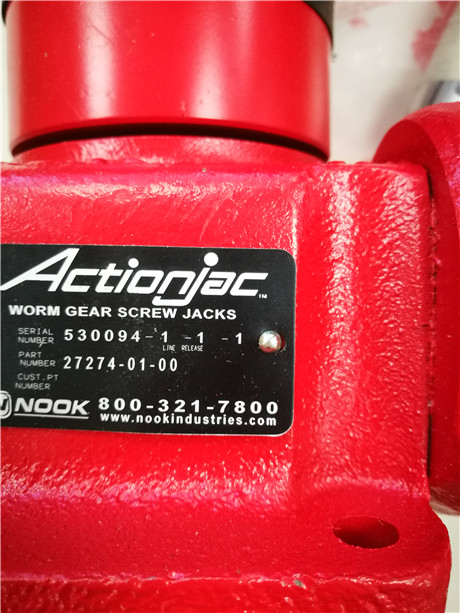 Actionjac™
WORM GEAR SCREW JACKS
SERIAL NUMBER 530094-1 -1 -1
LINE RELEASE
PART NUMBER 27274-01-00
CUST.PT NUMBER
NOOK 800-321-7800
www.nookindustries.com